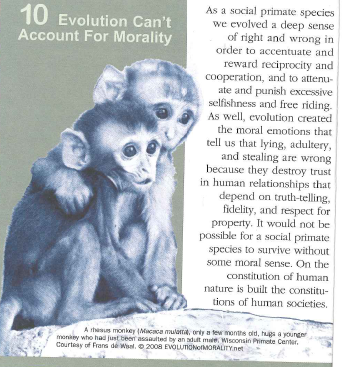 10 Evolution Can't
Account For Morality
As a social primate species
we evolved a deep sense
of right and wrong in
order to accentuate and
reward reciprocity and
cooperation, and to attenu-
ate and punish excessive
selfishness and free riding.
As well, evolution created
the moral emotions that
tell us that lying, adultery,
and stealing are wrong
because they destroy trust
in human relationships that
depend on truth-telling,
fidelity, and respect for
property. It would not be
possible for a social primate
species to survive without
some moral sense. On the
constitution of human
nature is built the constitu-
tions of human societies.
A rhesus monkey (Macaca mulatta), only a few months old, hugs a younger
monkey who had just been assaulted by an adult male. Wisconsin Primate Center,
Courtesy of Frans de Waal. © 2008 EVOLUTIONofMORALITY.net